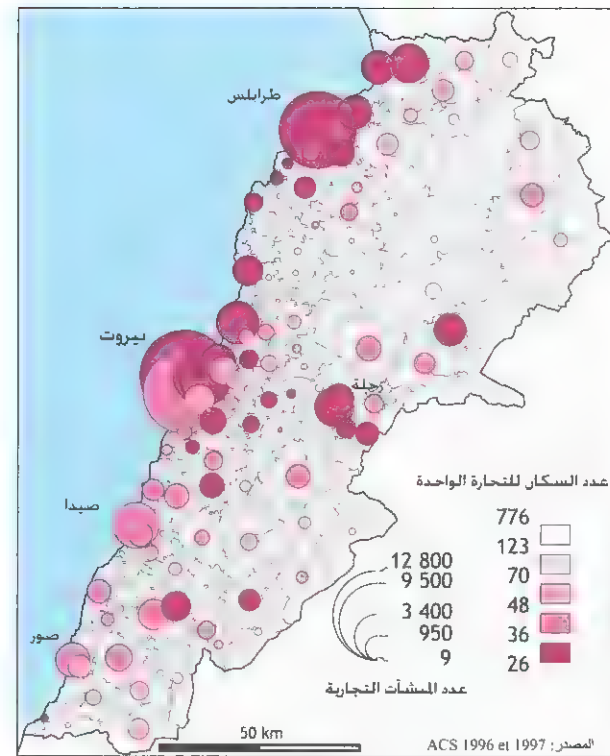 طرابلس
بيروت
زحلة
صيدا
صور
عدد السكان للتجارة الواحدة
776
123
70
48
36
26
12 800
9 500
3 400
950
9
عدد المنشآت التجارية
50 km
المصدر: ACS 1996 et 1997